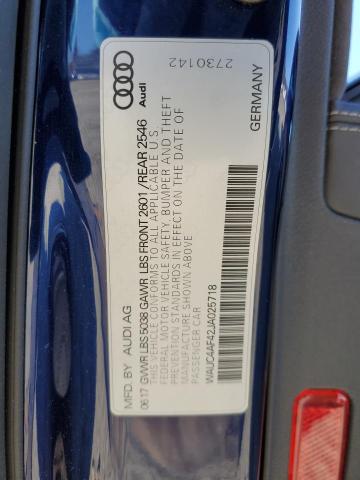 MFD. BY AUDI AG
Audi
06.17 GVWR LBS 5038 GAWR LBS FRONT 2601 / REAR 2546
THIS VEHICLE CONFORMS TO ALL APPLICABLE U.S.
FEDERAL MOTOR VEHICLE SAFETY, BUMPER AND THEFT
PREVENTION STANDARDS IN EFFECT ON THE DATE OF
MANUFACTURE SHOWN ABOVE
PASSENGER CAR
WAUC4AF42JA025718
2730142
GERMANY